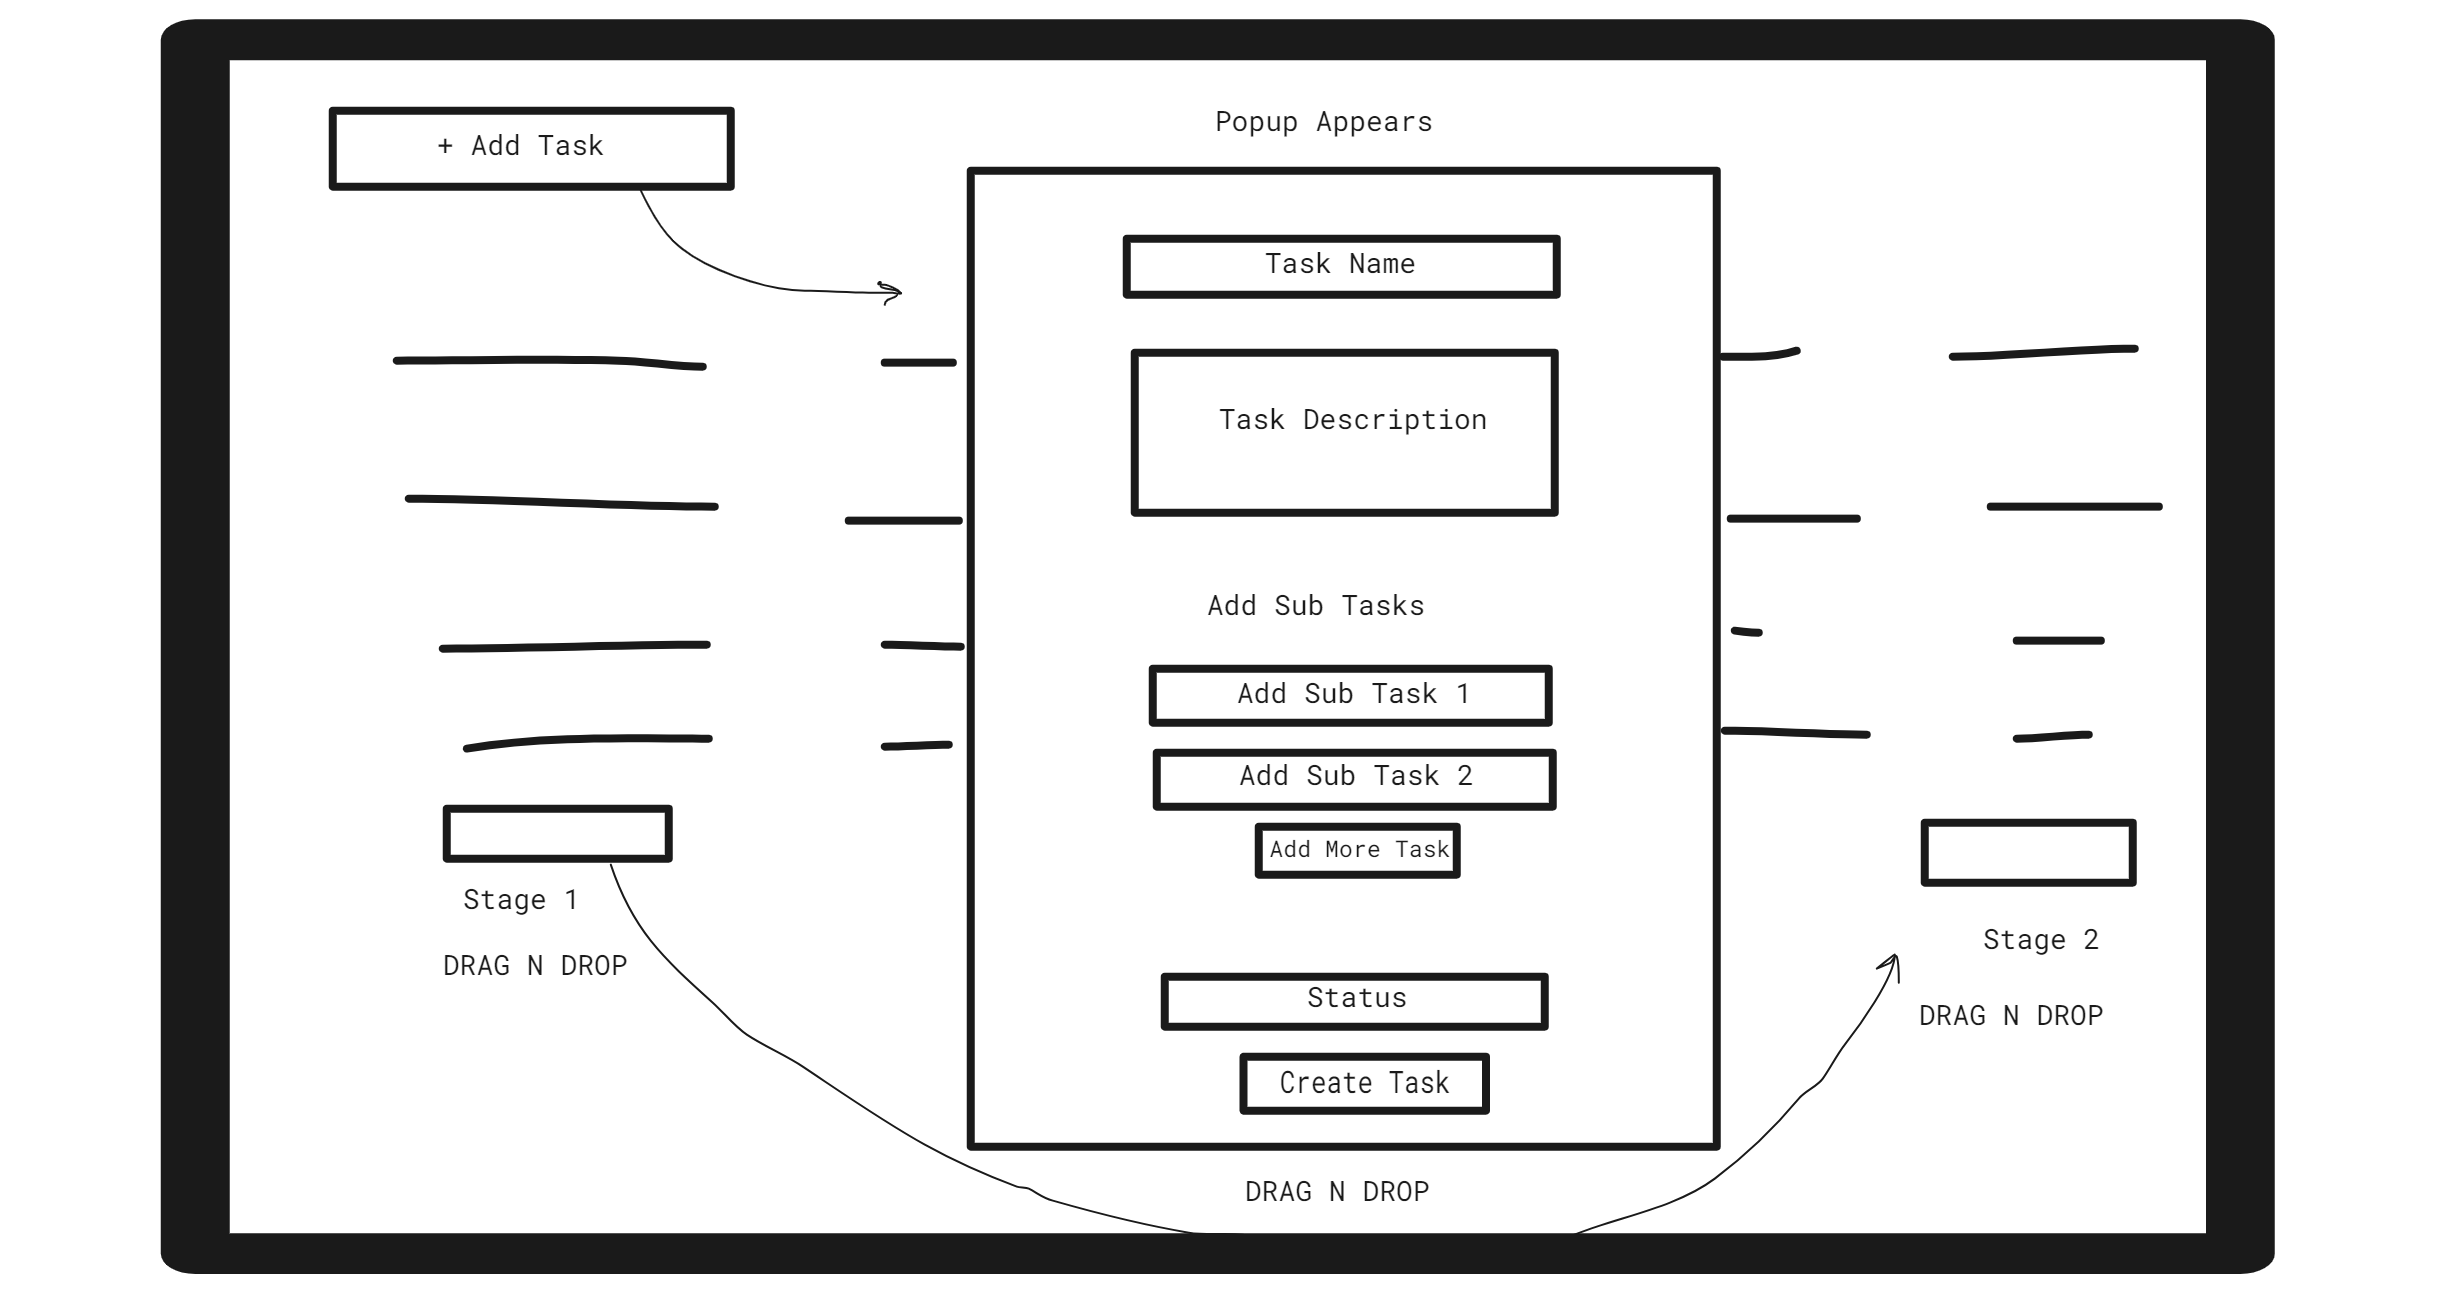 + Add Task
Popup Appears
Task Name
Task Description
Add Sub Tasks
Add Sub Task 1
Add Sub Task 2
Add More Task
Stage 1
DRAG N DROP
Status
Create Task
Stage 2
DRAG N DROP
DRAG N DROP